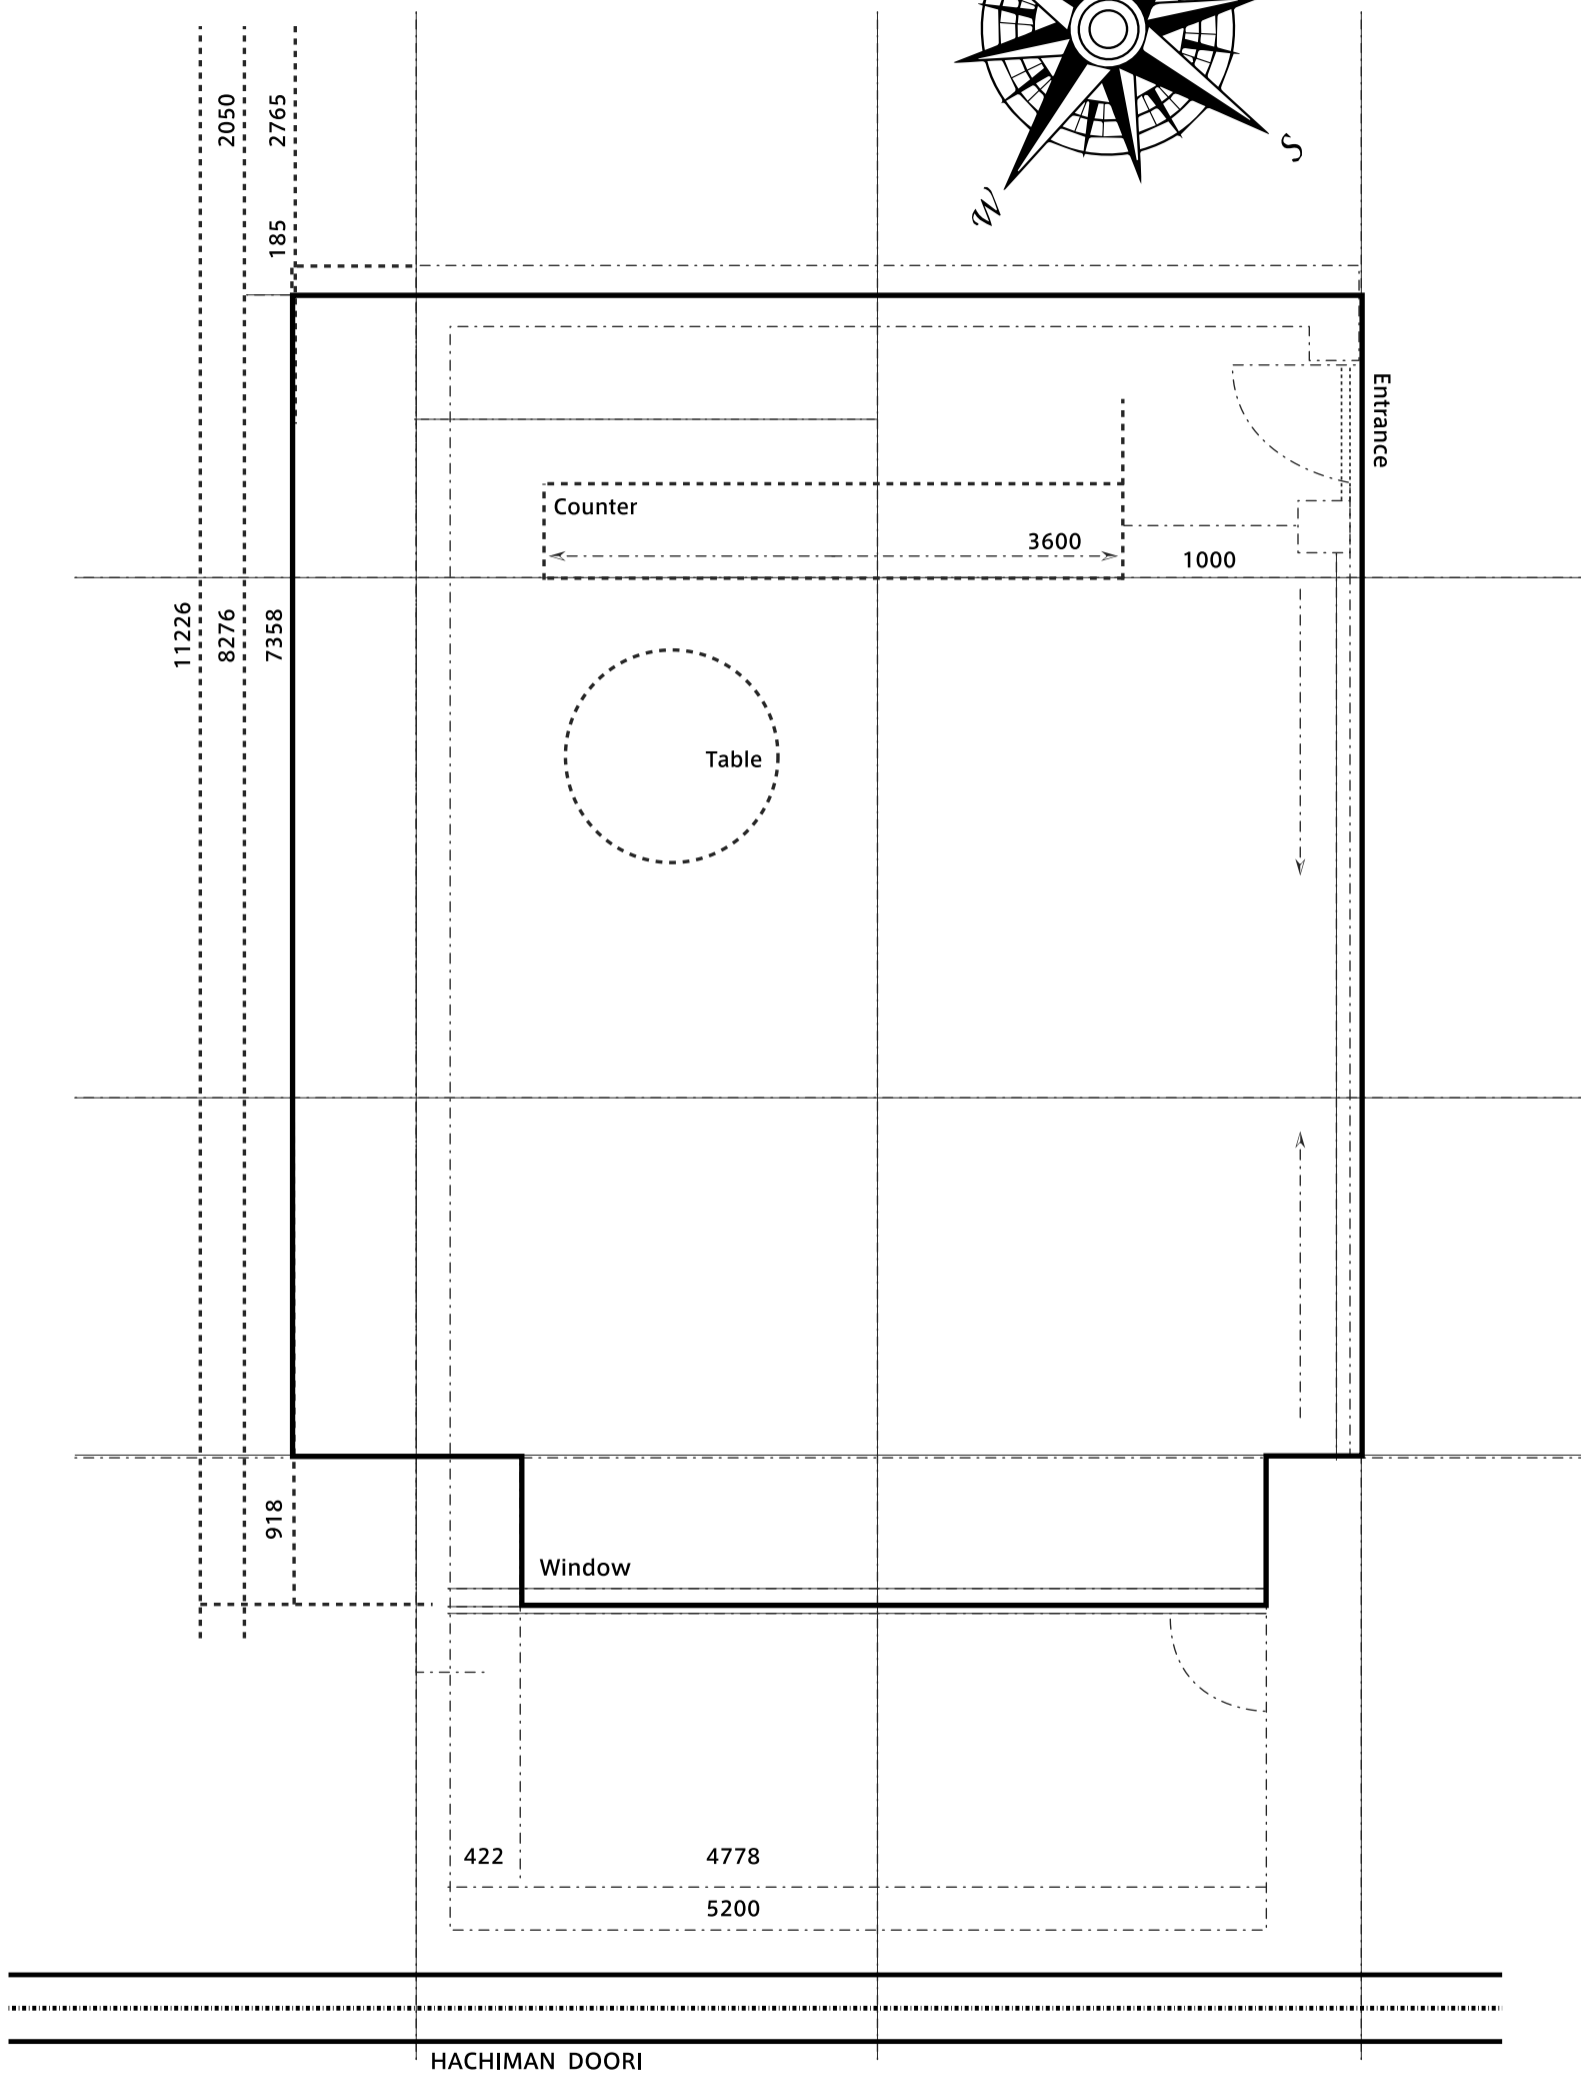 S
W
2050
2765
185
Entrance
Counter
3600
1000
11226
8276
7358
Table
918
Window
422
4778
5200
HACHIMAN DOORI